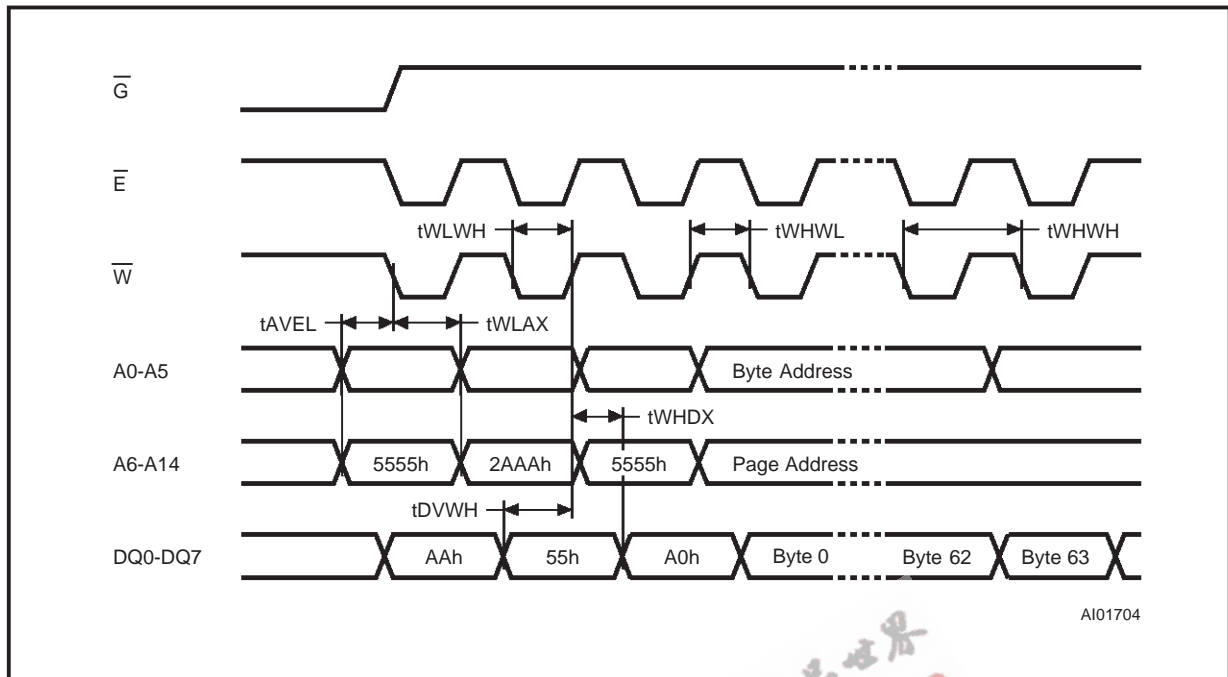 G̅
E̅
tWLWH tWHWL tWHWH
W̅
tAVEL tWLAX
A0-A5 Byte Address
tWHDX
A6-A14 5555h 2AAAh 5555h Page Address
tDVWH
DQ0-DQ7 AAh 55h A0h Byte 0 Byte 62 Byte 63
AI01704